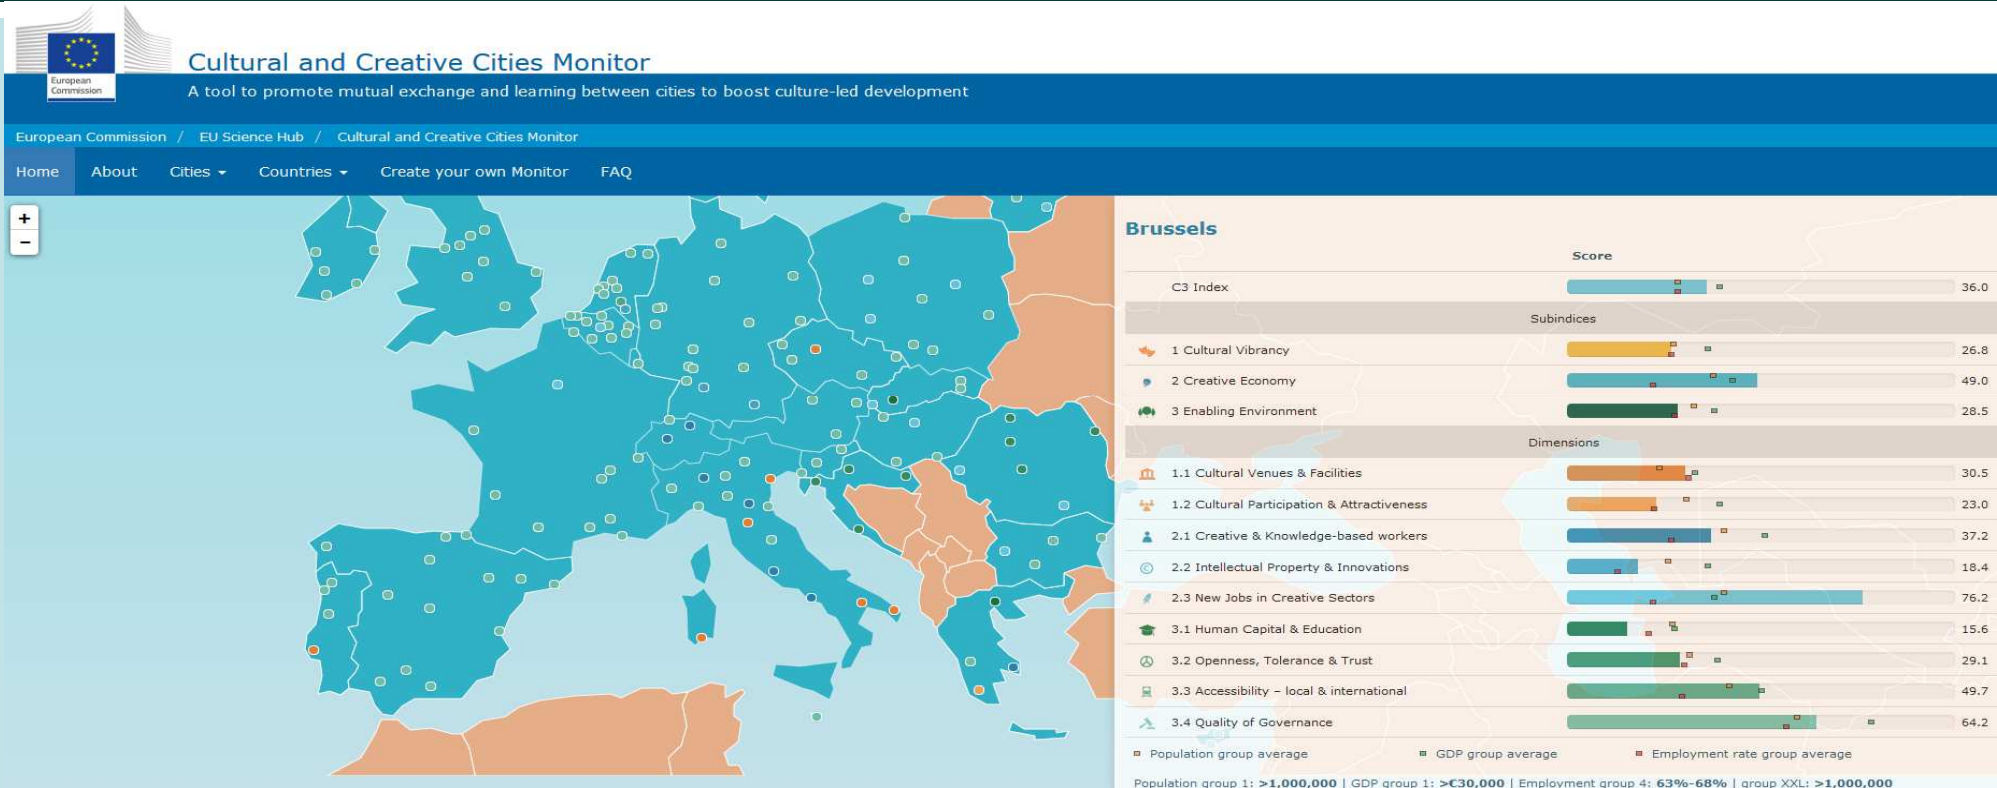 European
Commission
Cultural and Creative Cities Monitor
A tool to promote mutual exchange and learning between cities to boost culture-led development
European Commission / EU Science Hub / Cultural and Creative Cities Monitor
Home About Cities Countries Create your own Monitor FAQ
+
−
Brussels
Score
C3 Index 36.0
Subindices
1 Cultural Vibrancy 26.8
2 Creative Economy 49.0
3 Enabling Environment 28.5
Dimensions
1.1 Cultural Venues & Facilities 30.5
1.2 Cultural Participation & Attractiveness 23.0
2.1 Creative & Knowledge-based workers 37.2
2.2 Intellectual Property & Innovations 18.4
2.3 New Jobs in Creative Sectors 76.2
3.1 Human Capital & Education 15.6
3.2 Openness, Tolerance & Trust 29.1
3.3 Accessibility – local & international 49.7
3.4 Quality of Governance 64.2
Population group average GDP group average Employment rate group average
Population group 1: >1,000,000 | GDP group 1: >€30,000 | Employment group 4: 63%-68% | group XXL: >1,000,000